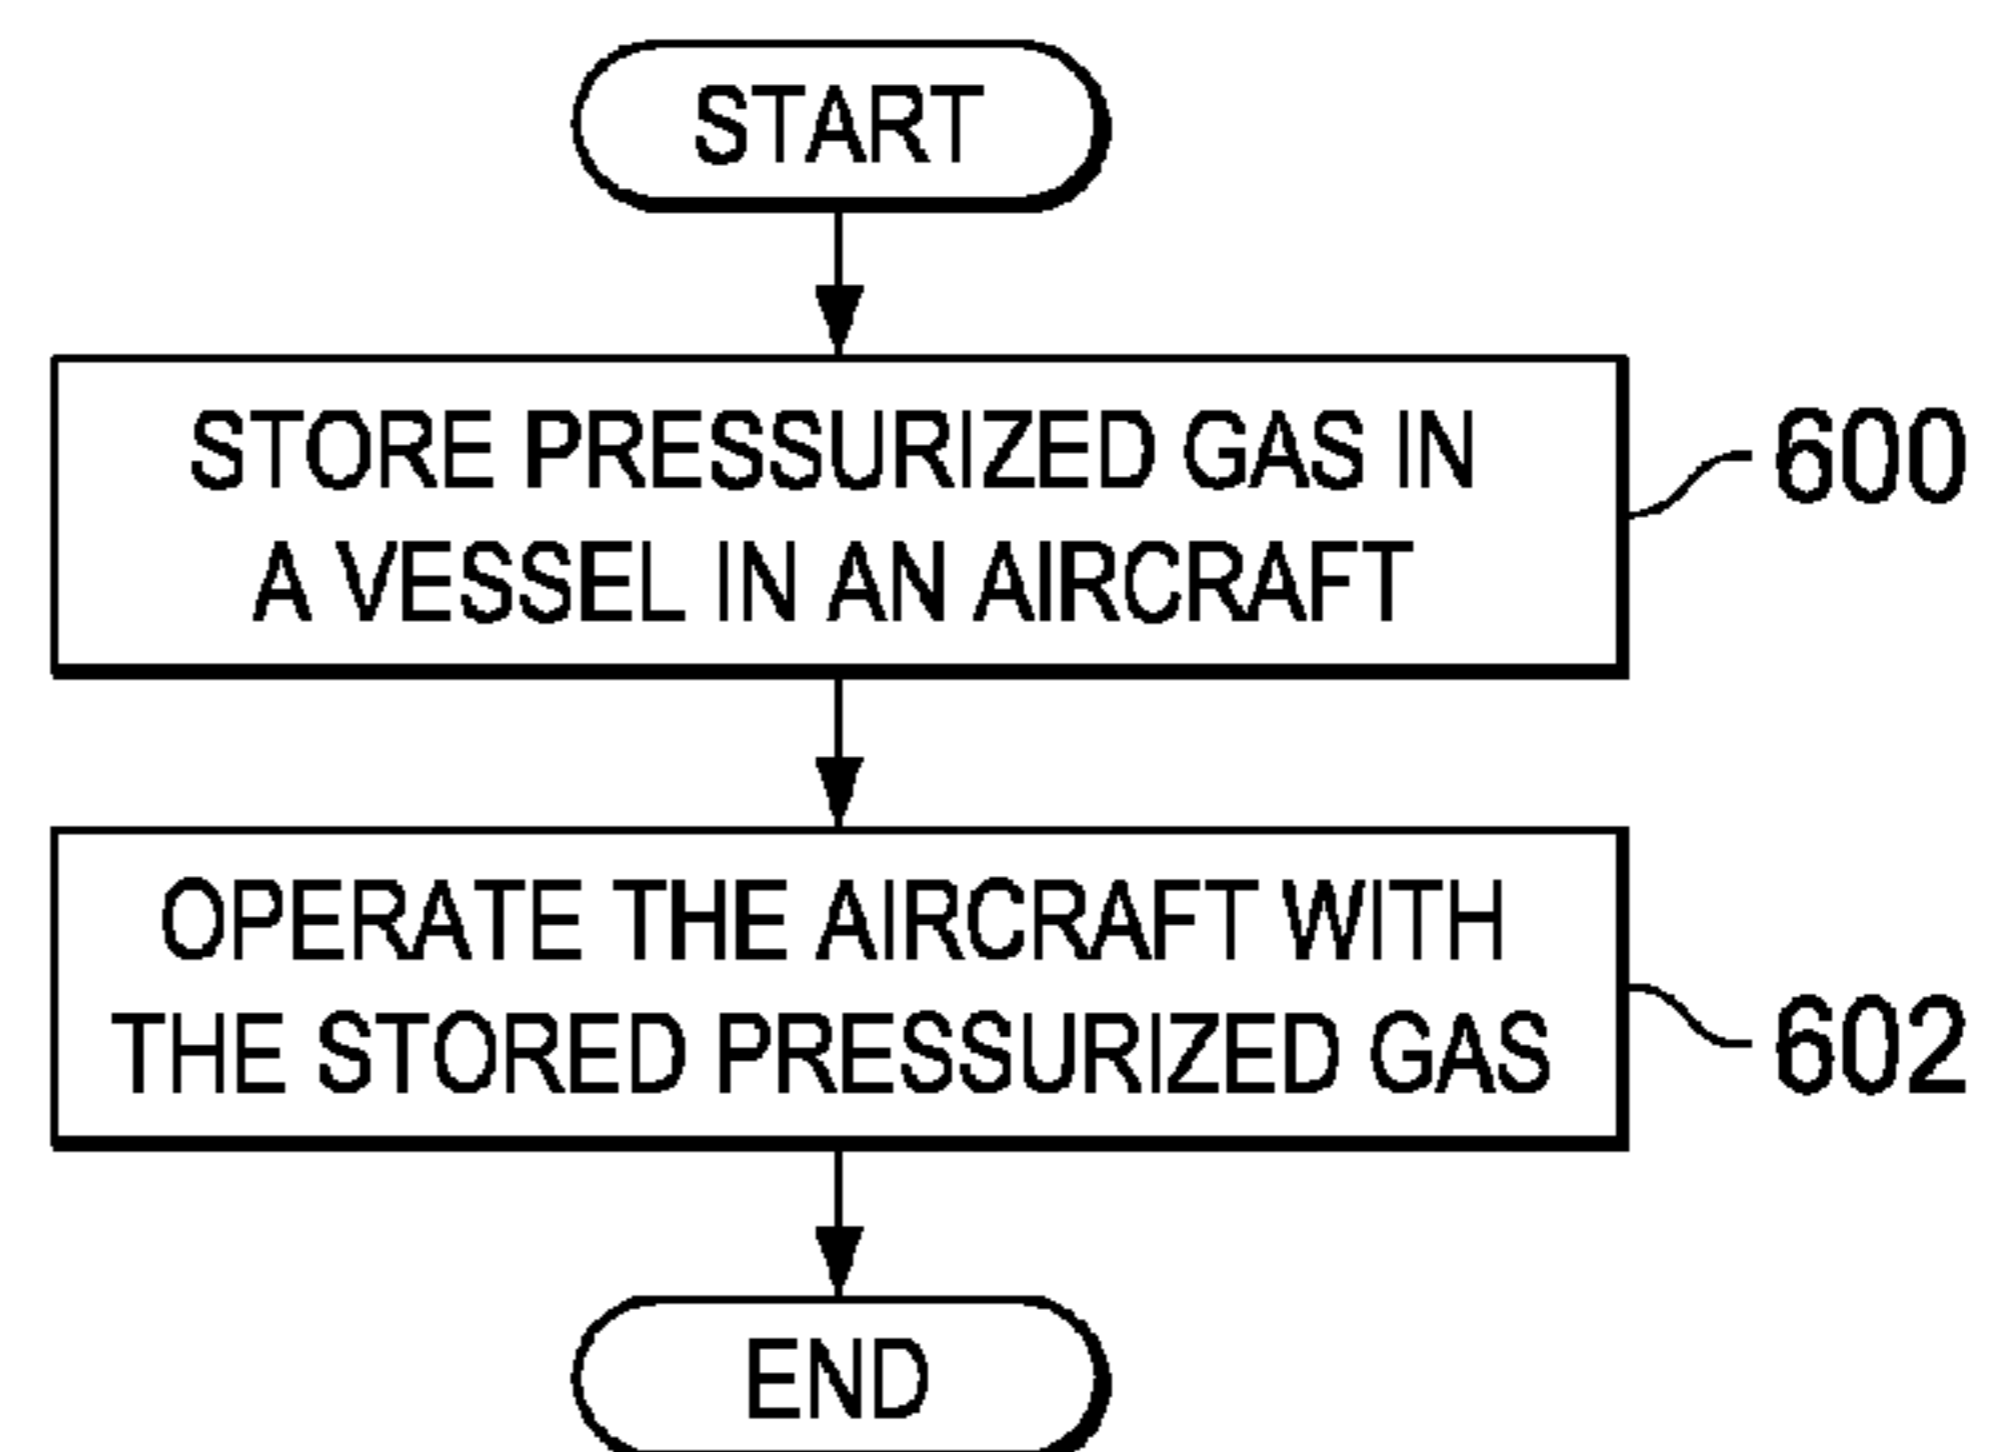 START
STORE PRESSURIZED GAS IN
A VESSEL IN AN AIRCRAFT
600
OPERATE THE AIRCRAFT WITH
THE STORED PRESSURIZED GAS
602
END